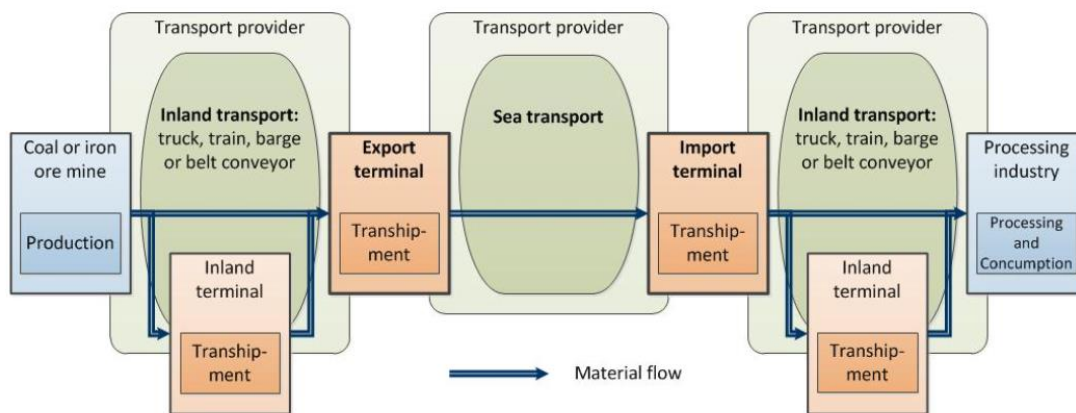 Transport provider
Transport provider
Transport provider
Inland transport:
truck, train, barge
or belt conveyor
Sea transport
Inland transport:
truck, train, barge
or belt conveyor
Coal or iron
ore mine
Production
Export
terminal
Tranship-
ment
Import
terminal
Tranship-
ment
Processing
industry
Processing
and
Concumption
Inland
terminal
Tranship-
ment
Inland
terminal
Tranship-
ment
Material flow